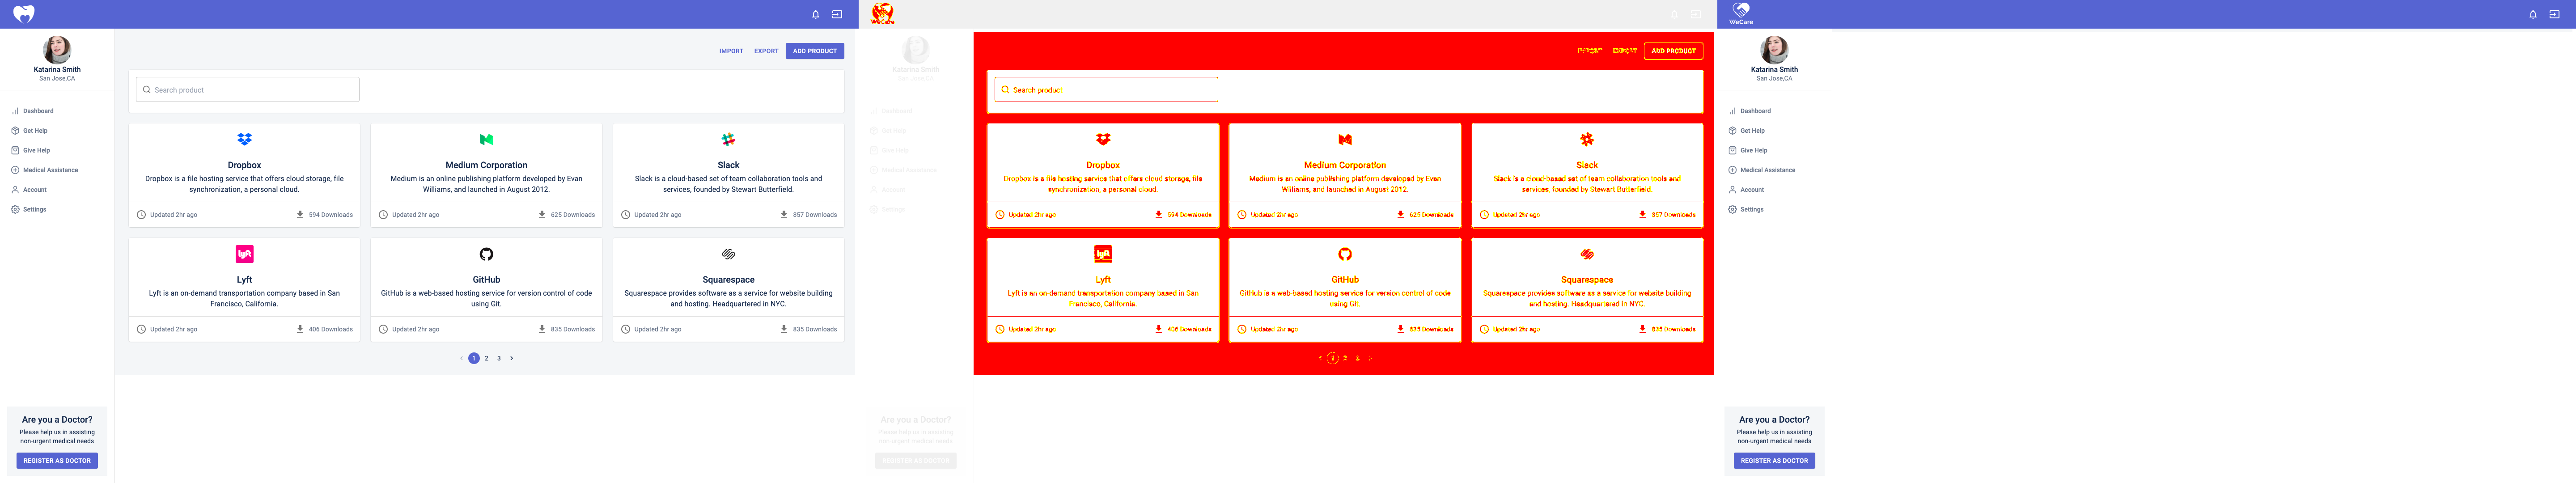 Katarina Smith
San Jose,CA
Dashboard
Get Help
Give Help
Medical Assistance
Account
Settings
Are you a Doctor?
Please help us in assisting
non-urgent medical needs
REGISTER AS DOCTOR
IMPORT
EXPORT
ADD PRODUCT
Search product
Dropbox
Dropbox is a file hosting service that offers cloud storage, file
synchronization, a personal cloud.
Updated 2hr ago
594 Downloads
Medium Corporation
Medium is an online publishing platform developed by Evan
Williams, and launched in August 2012.
Updated 2hr ago
625 Downloads
Slack
Slack is a cloud-based set of team collaboration tools and
services, founded by Stewart Butterfield.
Updated 2hr ago
857 Downloads
Lyft
Lyft is an on-demand transportation company based in San
Francisco, California.
Updated 2hr ago
406 Downloads
GitHub
GitHub is a web-based hosting service for version control of code
using Git.
Updated 2hr ago
835 Downloads
Squarespace
Squarespace provides software as a service for website building
and hosting. Headquartered in NYC.
Updated 2hr ago
835 Downloads
1
2
3
WeCare
Katarina Smith
San Jose,CA
Dashboard
Get Help
Give Help
Medical Assistance
Account
Settings
Are you a Doctor?
Please help us in assisting
non-urgent medical needs
REGISTER AS DOCTOR
IMPORT
EXPORT
ADD PRODUCT
Search product
Dropbox
Dropbox is a file hosting service that offers cloud storage, file
synchronization, a personal cloud.
Updated 2hr ago
594 Downloads
Medium Corporation
Medium is an online publishing platform developed by Evan
Williams, and launched in August 2012.
Updated 2hr ago
625 Downloads
Slack
Slack is a cloud-based set of team collaboration tools and
services, founded by Stewart Butterfield.
Updated 2hr ago
857 Downloads
Lyft
Lyft is an on-demand transportation company based in San
Francisco, California.
Updated 2hr ago
406 Downloads
GitHub
GitHub is a web-based hosting service for version control of code
using Git.
Updated 2hr ago
835 Downloads
Squarespace
Squarespace provides software as a service for website building
and hosting. Headquartered in NYC.
Updated 2hr ago
835 Downloads
1
2
3
WeCare
Katarina Smith
San Jose,CA
Dashboard
Get Help
Give Help
Medical Assistance
Account
Settings
Are you a Doctor?
Please help us in assisting
non-urgent medical needs
REGISTER AS DOCTOR